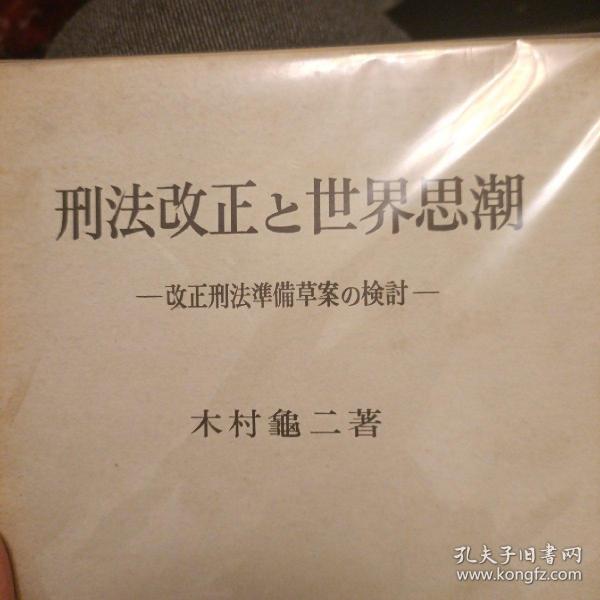 刑法改正と世界思潮
—改正刑法準備草案の検討—
木村龜二著
孔夫子旧书网
www.kongfz.com